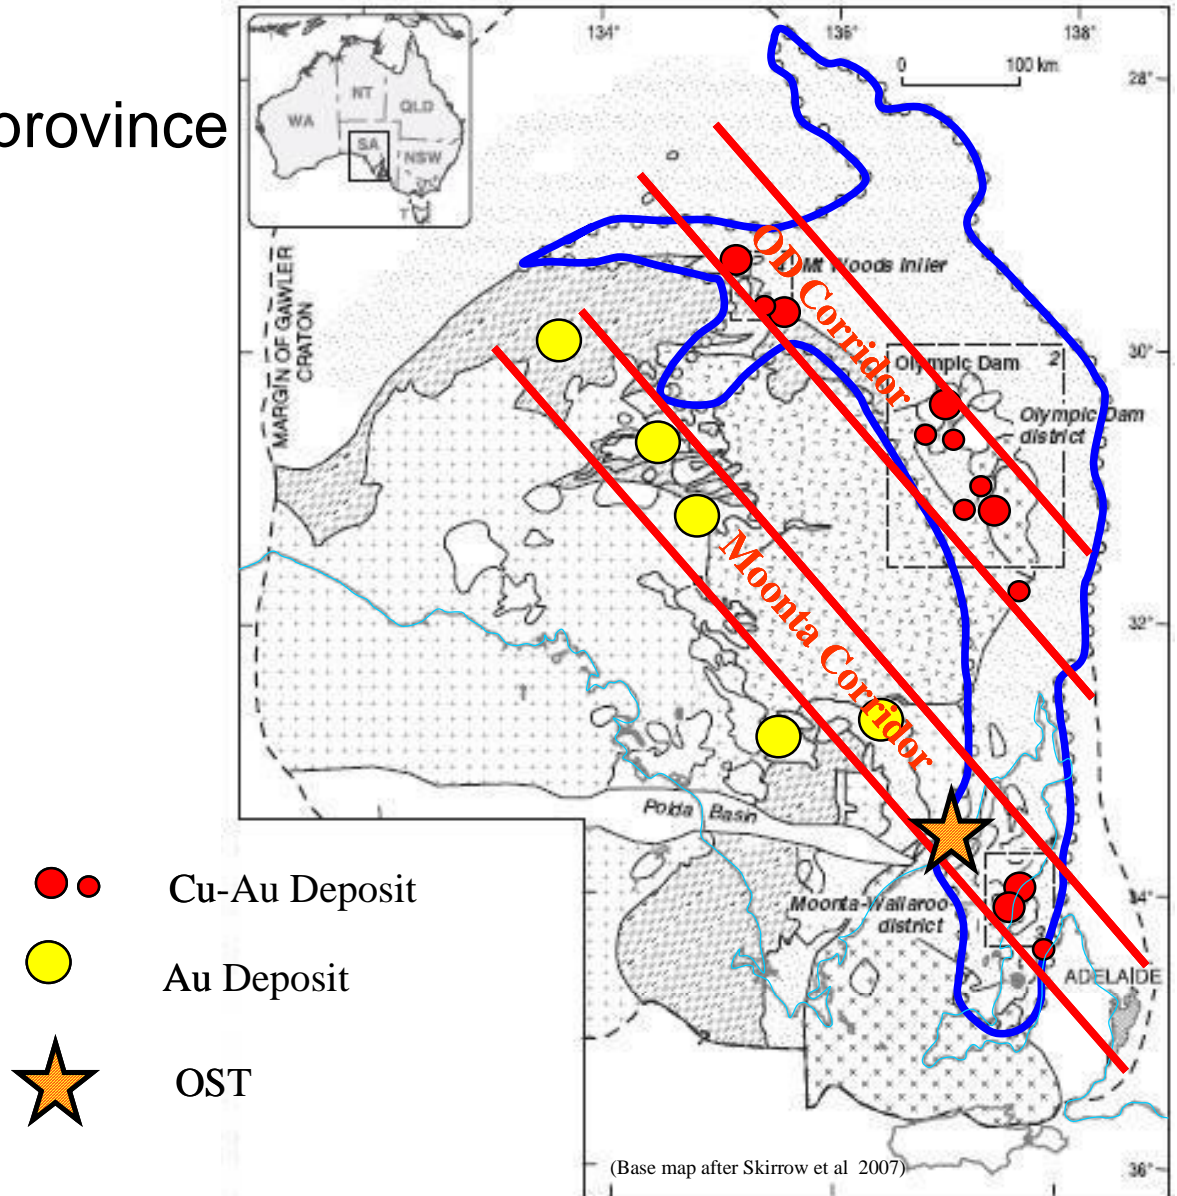 province
134°
136°
138°
0 100 km
28°
WA
NT
QLD
SA
NSW
T
Mt Woods Inlier
OD Corridor
MARGIN OF GAWLER
CRATON
30°
Olympic Dam
2
Olympic Dam
district
Moonta Corridor
32°
Polda Basin
34°
Moonta-Wallaroo
district
3
ADELAIDE
Cu-Au Deposit
Au Deposit
OST
(Base map after Skirrow et al 2007)
36°